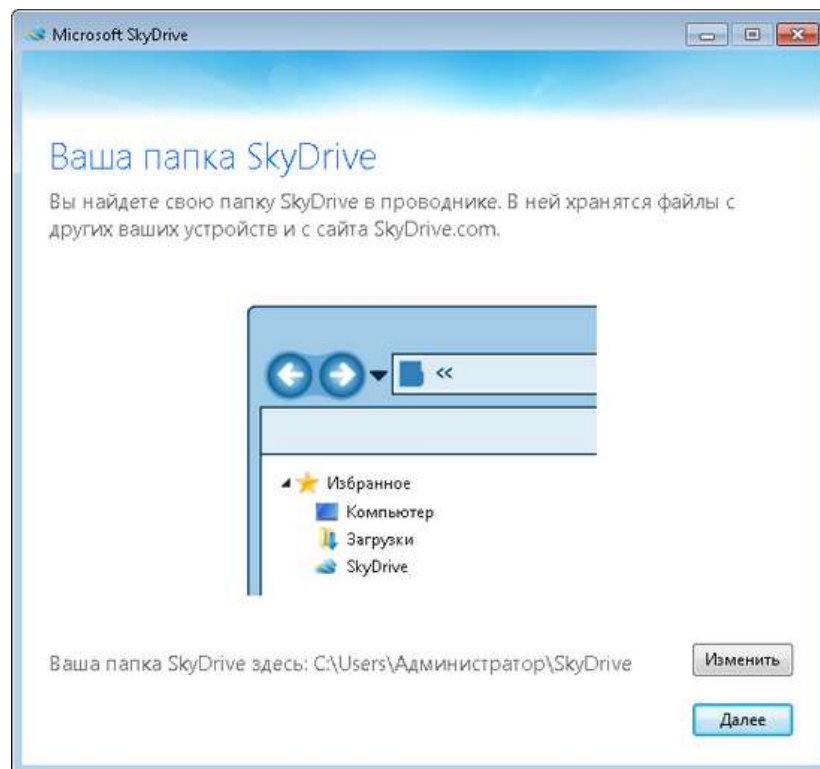 Microsoft SkyDrive
Ваша папка SkyDrive
Вы найдете свою папку SkyDrive в проводнике. В ней хранятся файлы с
других ваших устройств и с сайта SkyDrive.com.
<<
Избранное
Компьютер
Загрузки
SkyDrive
Ваша папка SkyDrive здесь: C:\Users\Администратор\SkyDrive
Изменить
Далее